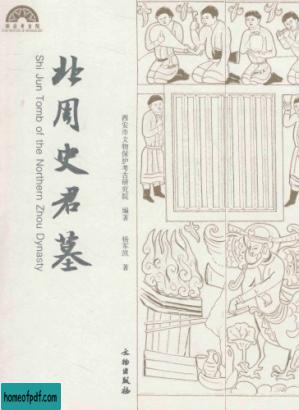 北周史君墓
Shi Jun Tomb of the Northern Zhou Dynasty
西安市文物保护考古研究院 编著
杨军凯 著
文物出版社
homeofpdf.com